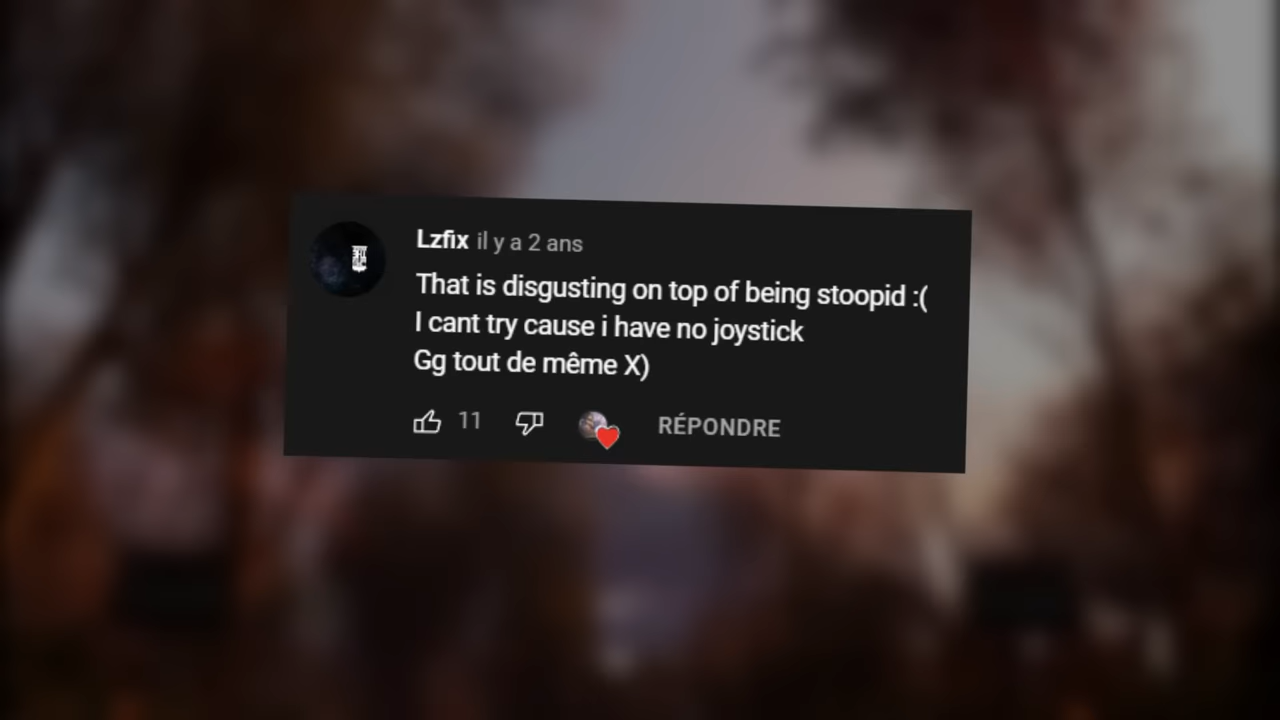 Lzfix il y a 2 ans
That is disgusting on top of being stoopid :(
I cant try cause i have no joystick
Gg tout de même X)
11
RÉPONDRE